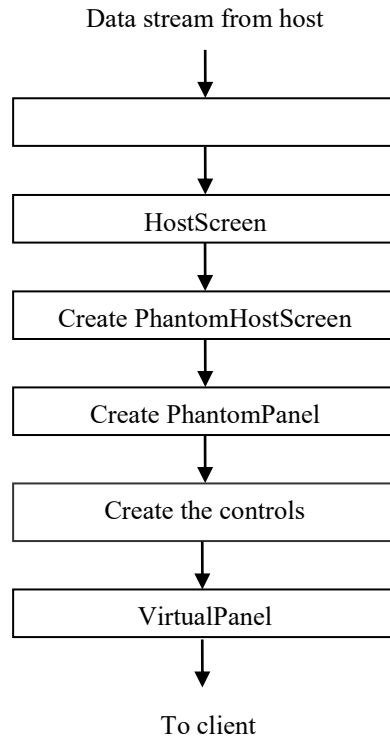 Data stream from host
HostScreen
Create PhantomHostScreen
Create PhantomPanel
Create the controls
VirtualPanel
To client